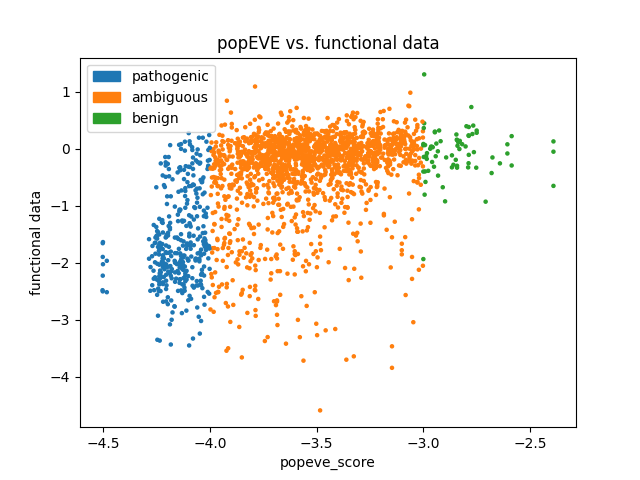 popEVE vs. functional data
pathogenic
ambiguous
benign
functional data
1
0
−1
−2
−3
−4
−4.5 −4.0 −3.5 −3.0 −2.5
popeve_score